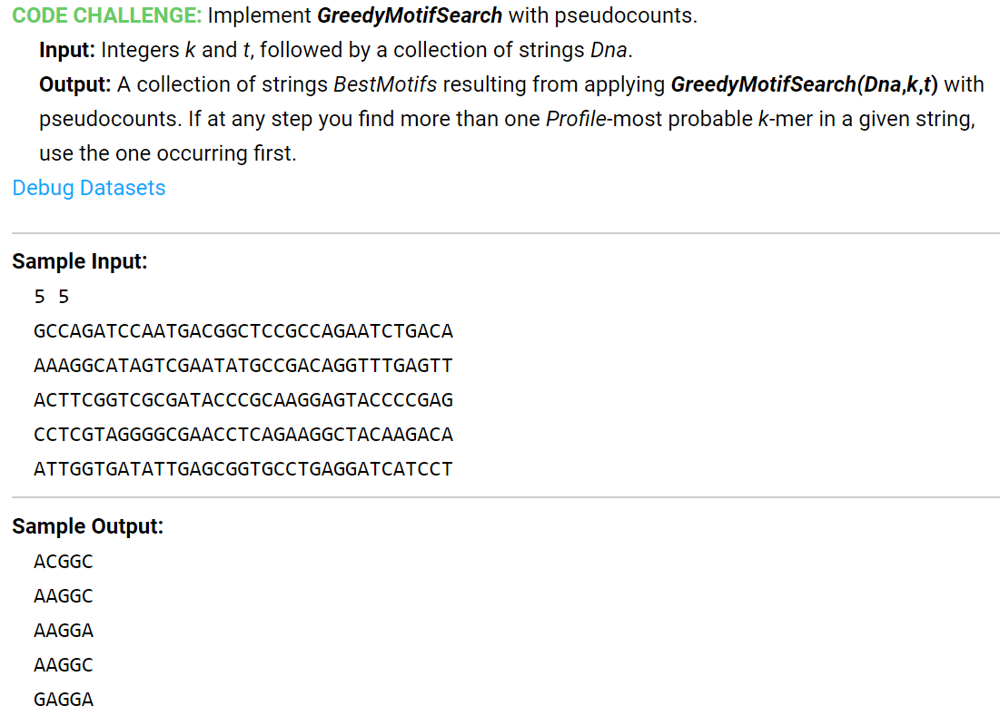 CODE CHALLENGE: Implement GreedyMotifSearch with pseudocounts.
Input: Integers k and t, followed by a collection of strings Dna.
Output: A collection of strings BestMotifs resulting from applying GreedyMotifSearch(Dna,k,t) with
pseudocounts. If at any step you find more than one Profile-most probable k-mer in a given string,
use the one occurring first.
Debug Datasets
Sample Input:
5 5
GCCAGATCCAATGACGGCTCCGCCAGAATCTGACA
AAAGGCATAGTCGAATATGCCGACAGGTTTGAGTT
ACTTCGGTCGCGATACCCGCAAGGAGTACCCCGAG
CCTCGTAGGGGCGAACCTCAGAAGGCTACAAGACA
ATTGGTGATATTGAGCGGTGCCTGAGGATCATCCT
Sample Output:
ACGGC
AAGGC
AAGGA
AAGGC
GAGGA